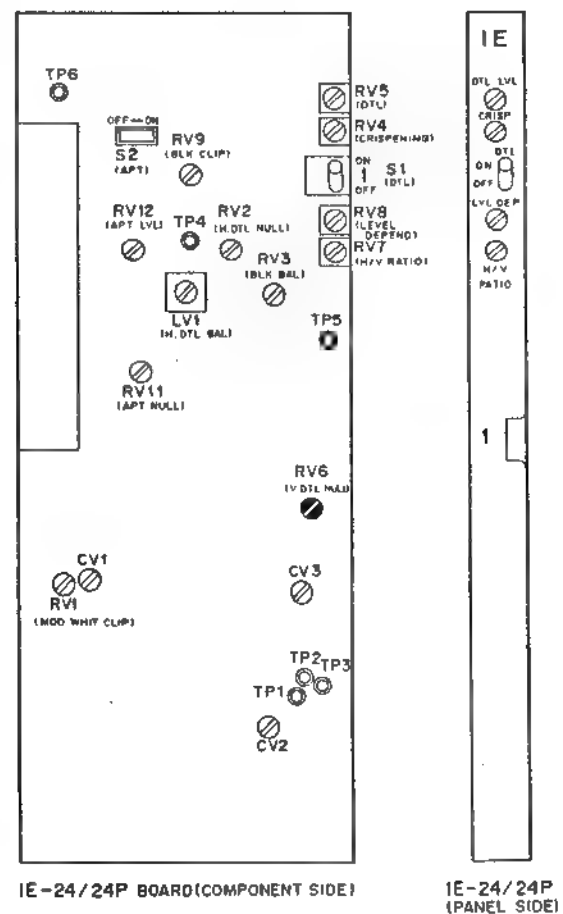 TP6
OFF↔ON
S2
(APT)
RV9
(BLK CLIP)
RV5
(DTL)
RV4
(CRISPENING)
ON
1
OFF
S1
(DTL)
RV12
(APT LVL)
TP4
RV2
(H.DTL NULL)
RV8
(LEVEL
DEPEND)
RV7
(H/V RATIO)
RV3
(BLK BAL)
LV1
(H.DTL BAL)
TP5
RV11
(APT NULL)
RV6
(V.DTL NULL)
CV1
RV1
(MOD WHIT CLIP)
CV3
TP2
TP3
TP1
CV2
IE-24/24P BOARD(COMPONENT SIDE)
IE
DTL LVL
CRISP
DTL
ON
OFF
LVL DEP
H/V
PATIO
1
IE-24/24P
(PANEL SIDE)